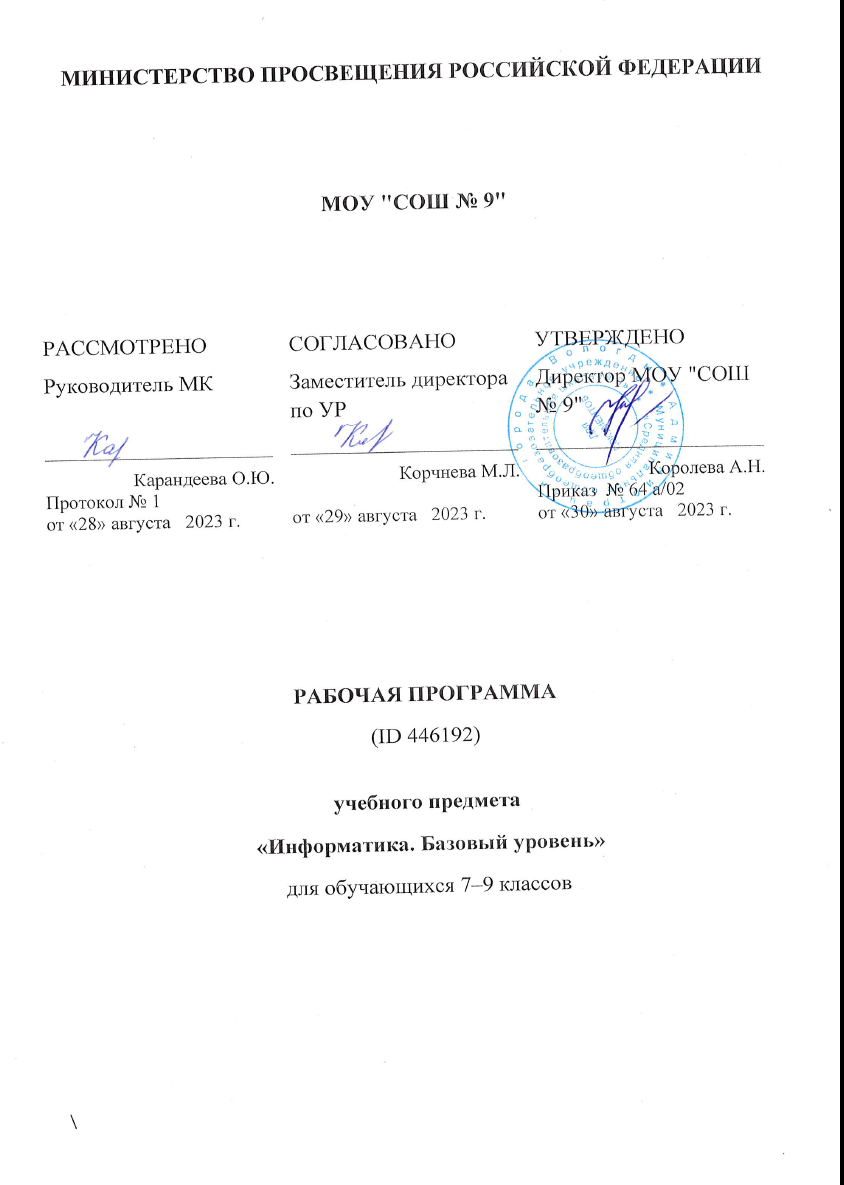 МИНИСТЕРСТВО ПРОСВЕЩЕНИЯ РОССИЙСКОЙ ФЕДЕРАЦИИ
МОУ "СОШ № 9"
РАССМОТРЕНО
Руководитель МК
Карандеева О.Ю.
Протокол № 1
от «28» августа 2023 г.
СОГЛАСОВАНО
Заместитель директора
по УР
Корчнева М.Л.
от «29» августа 2023 г.
УТВЕРЖДЕНО
Директор МОУ "СОШ
№ 9"
Королева А.Н.
Приказ № 64 а/02
от «30» августа 2023 г.
РАБОЧАЯ ПРОГРАММА
(ID 446192)
учебного предмета
«Информатика. Базовый уровень»
для обучающихся 7–9 классов
\